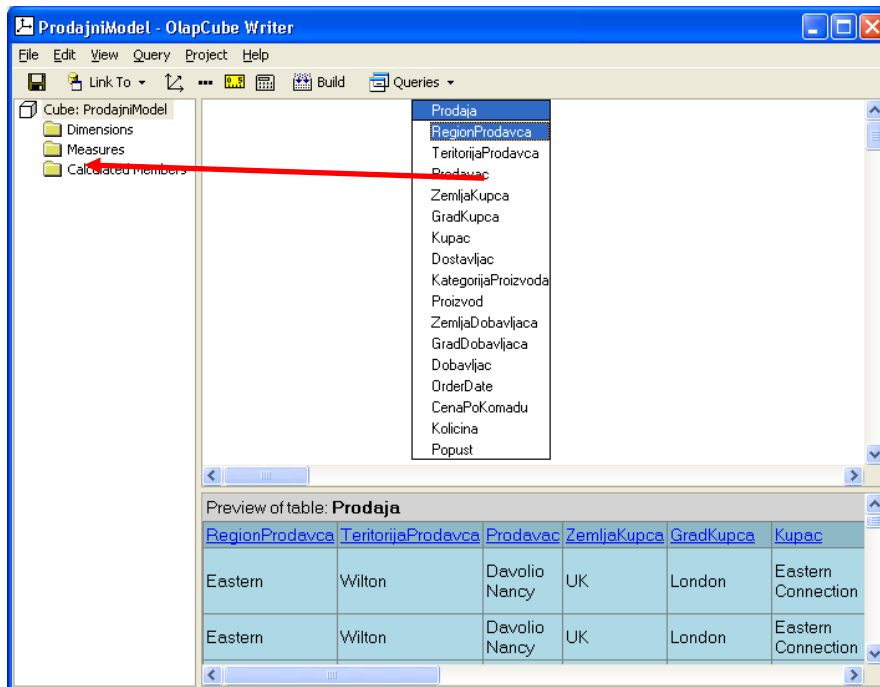 ProdajniModel - OlapCube Writer
File Edit View Query Project Help
Link To Build Queries
Cube: ProdajniModel
Dimensions
Measures
Calculated Members
Prodaja
RegionProdavca
TeritorijaProdavca
Prodavac
ZemljaKupca
GradKupca
Kupac
Dostavljac
KategorijaProizvoda
Proizvod
ZemljaDobavljaca
GradDobavljaca
Dobavljac
OrderDate
CenaPoKomadu
Kolicina
Popust
Preview of table: Prodaja
RegionProdavca TeritorijaProdavca Prodavac ZemljaKupca GradKupca Kupac
Eastern Wilton Davolio Nancy UK London Eastern Connection
Eastern Wilton Davolio Nancy UK London Eastern Connection